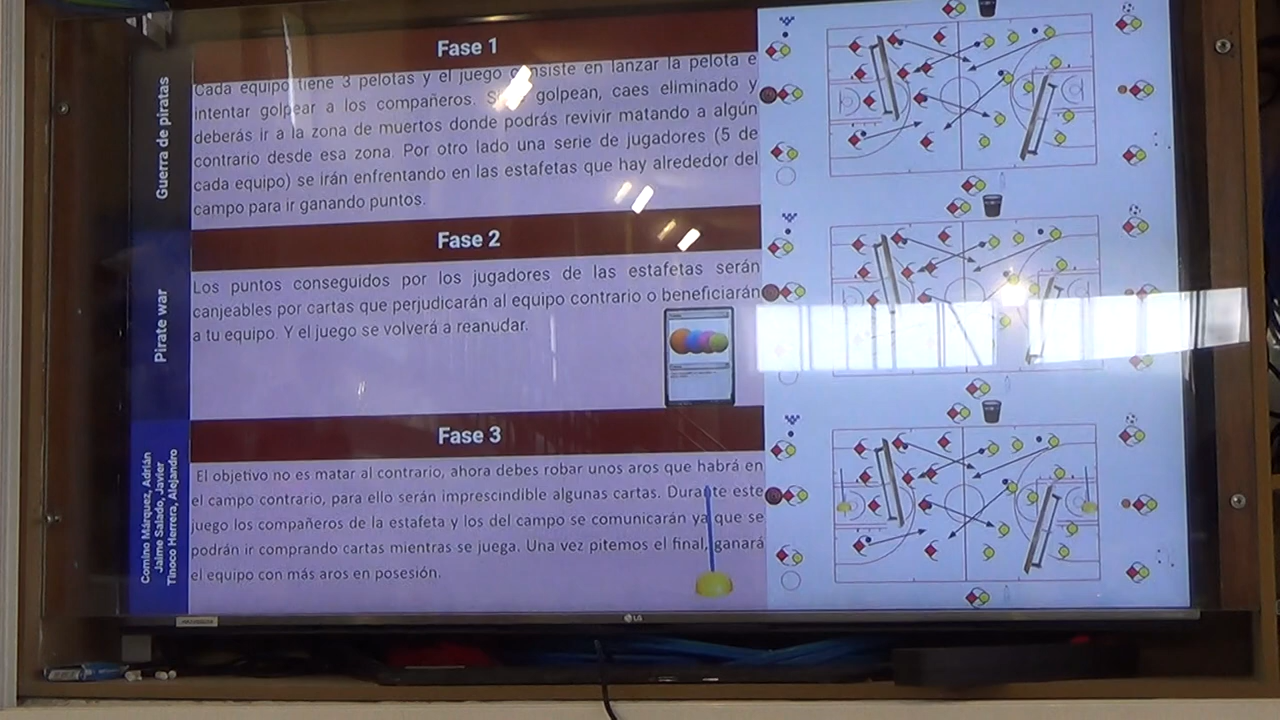 Guerra de piratas
Pirate war
Comino Márquez, Adrián
Jaime Salado, Javier
Tinoco Herrera, Alejandro
Fase 1
Cada equipo tiene 3 pelotas y el juego consiste en lanzar la pelota e
intentar golpear a los compañeros. Si golpean, caes eliminado y
deberás ir a la zona de muertos donde podrás revivir matando a algún
contrario desde esa zona. Por otro lado una serie de jugadores (5 de
cada equipo) se irán enfrentando en las estafetas que hay alrededor del
campo para ir ganando puntos.
Fase 2
Los puntos conseguidos por los jugadores de las estafetas serán
canjeables por cartas que perjudicarán al equipo contrario o beneficiarán
a tu equipo. Y el juego se volverá a reanudar.
Fase 3
El objetivo no es matar al contrario, ahora debes robar unos aros que habrá en
el campo contrario, para ello serán imprescindible algunas cartas. Durante este
juego los compañeros de la estafeta y los del campo se comunicarán ya que se
podrán ir comprando cartas mientras se juega. Una vez pitemos el final, ganará
el equipo con más aros en posesión.
LG